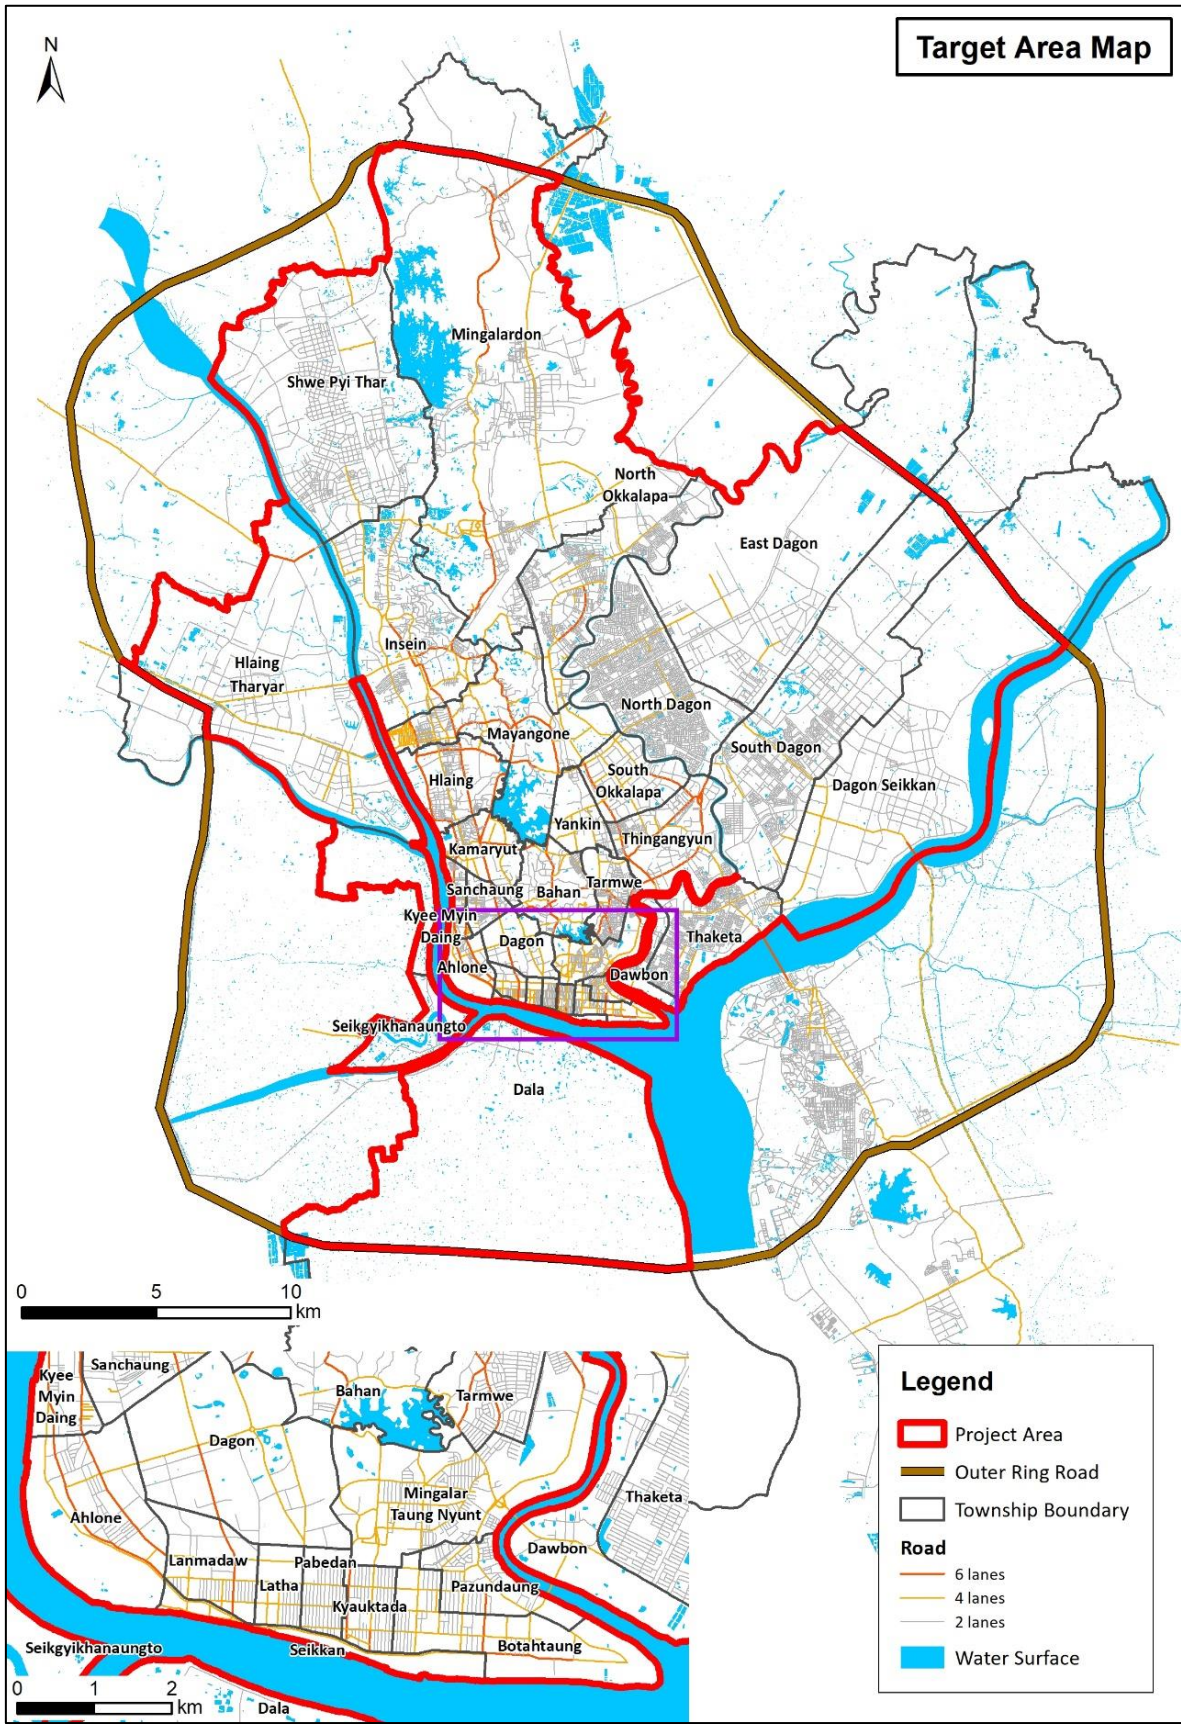 Target Area Map
N
Mingalardon
Shwe Pyi Thar
North
Okkalapa
East Dagon
Insein
Hlaing
Tharyar
North Dagon
Mayangone
South Dagon
Hlaing
South
Okkalapa
Dagon Seikkan
Yankin
Thingangyun
Kamaryut
Sanchaung
Bahan
Tarmwe
Kyee Myin
Daing
Dagon
Thaketa
Ahlone
Dawbon
Seikgyikhanaungto
Dala
0 5 10
km
Sanchaung
Kyee
Myin
Daing
Bahan
Tarmwe
Dagon
Mingalar
Taung Nyunt
Thaketa
Ahlone
Dawbon
Lanmadaw
Pabedan
Latha
Pazundaung
Kyauktada
Seikgyikhanaungto
Seikkan
Botahtaung
0 1 2
km
Dala
Legend
Project Area
Outer Ring Road
Township Boundary
Road
6 lanes
4 lanes
2 lanes
Water Surface